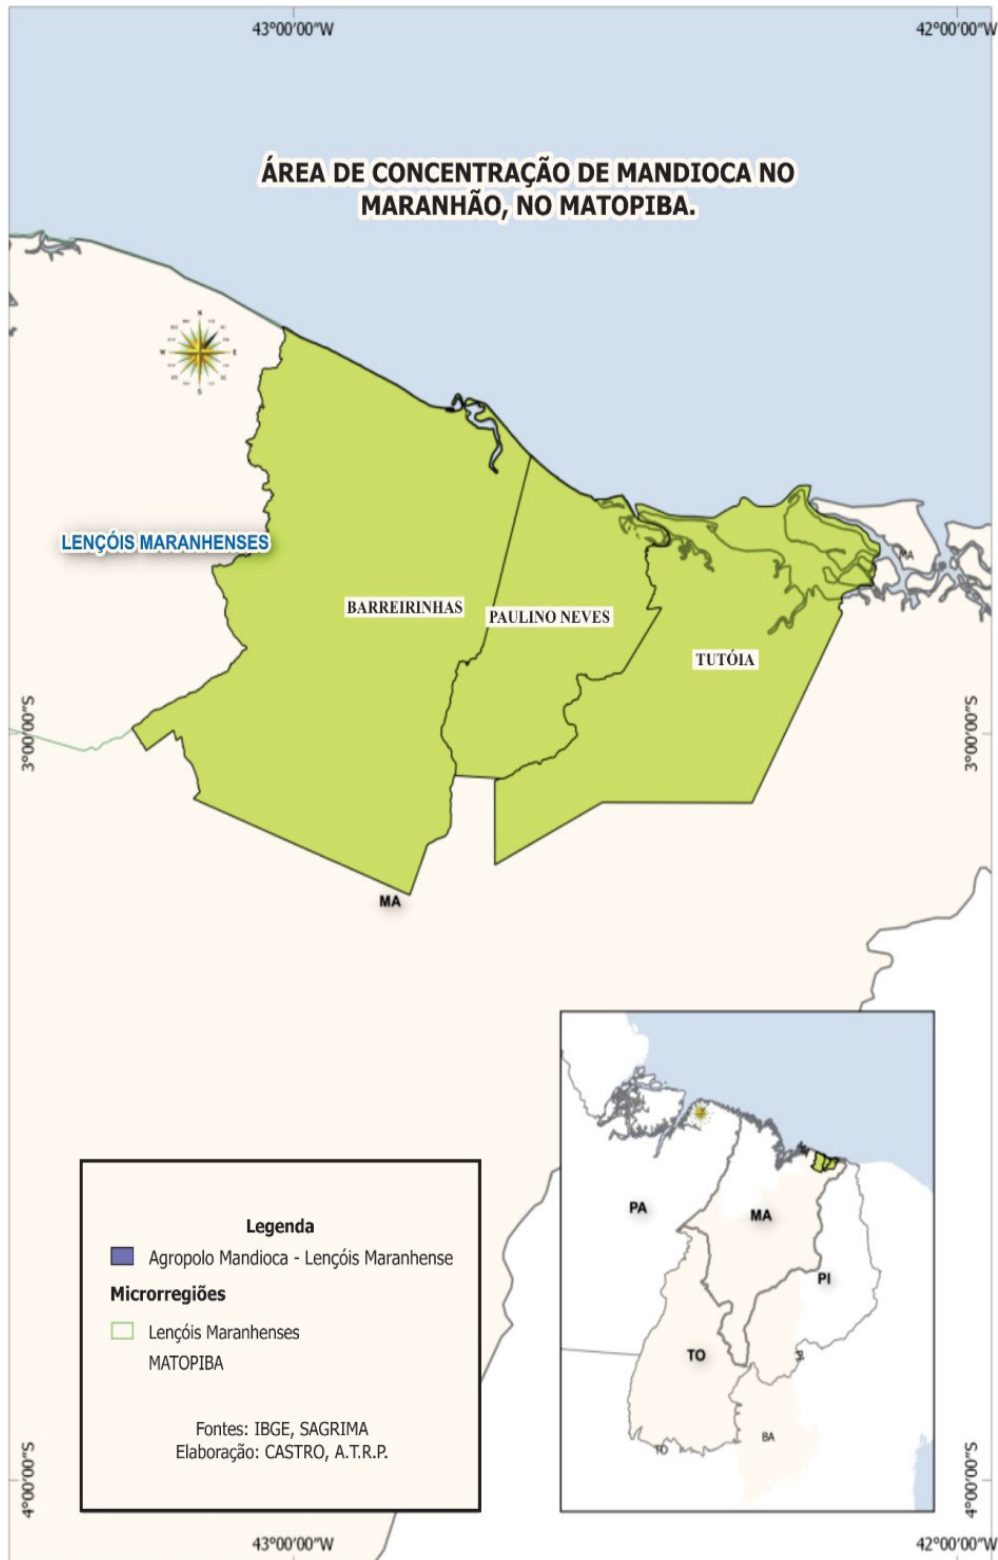 43°00'00"W
42°00'00"W
ÁREA DE CONCENTRAÇÃO DE MANDIOCA NO
MARANHÃO, NO MATOPIBA.
N
W
E
S
LENÇÓIS MARANHENSES
MA
BARREIRINHAS
PAULINO NEVES
TUTÓIA
3°00'00"S
3°00'00"S
MA
PA
MA
PI
TO
TO
BA
Legenda
Agropolo Mandioca - Lençóis Maranhense
Microrregiões
Lençóis Maranhenses
MATOPIBA
Fontes: IBGE, SAGRIMA
Elaboração: CASTRO, A.T.R.P.
4°00'00"S
4°00'00"S
43°00'00"W
42°00'00"W